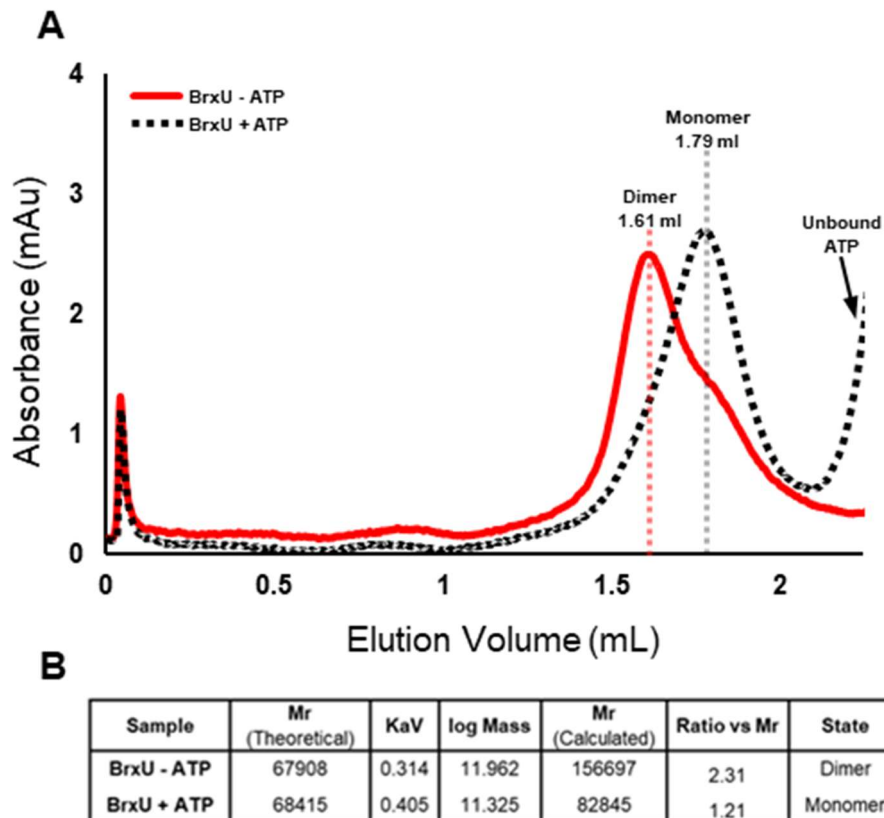 A
4
BrxU - ATP
BrxU + ATP
Monomer
1.79 ml
3
Dimer
1.61 ml
Unbound
ATP
2
1
0
Absorbance (mAu)
0 0.5 1 1.5 2
Elution Volume (mL)
B
Sample Mr (Theoretical) KaV log Mass Mr (Calculated) Ratio vs Mr State
BrxU - ATP 67908 0.314 11.962 156697 2.31 Dimer
BrxU + ATP 68415 0.405 11.325 82845 1.21 Monomer